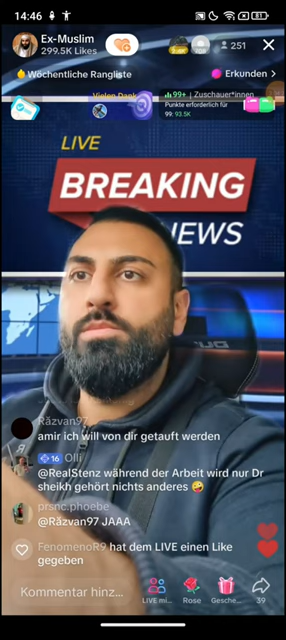 14:46
81
Ex-Muslim
299.5K Likes
251
Wöchentliche Rangliste
Erkunden >
Vielen Dank
99+ | Zuschauer*innen
Punkte erforderlich für
99: 93.5K
LIVE
BREAKING
NEWS
Răzvan97
amir ich will von dir getauft werden
16 Olli
@RealStenz während der Arbeit wird nur Dr
sheikh gehört nichts anderes 🤪
prsnc.phoebe
@Răzvan97 JAAA
FenomenoR9 hat dem LIVE einen Like
gegeben
Kommentar hinz...
LIVE mi...
Rose
Gesche...
39